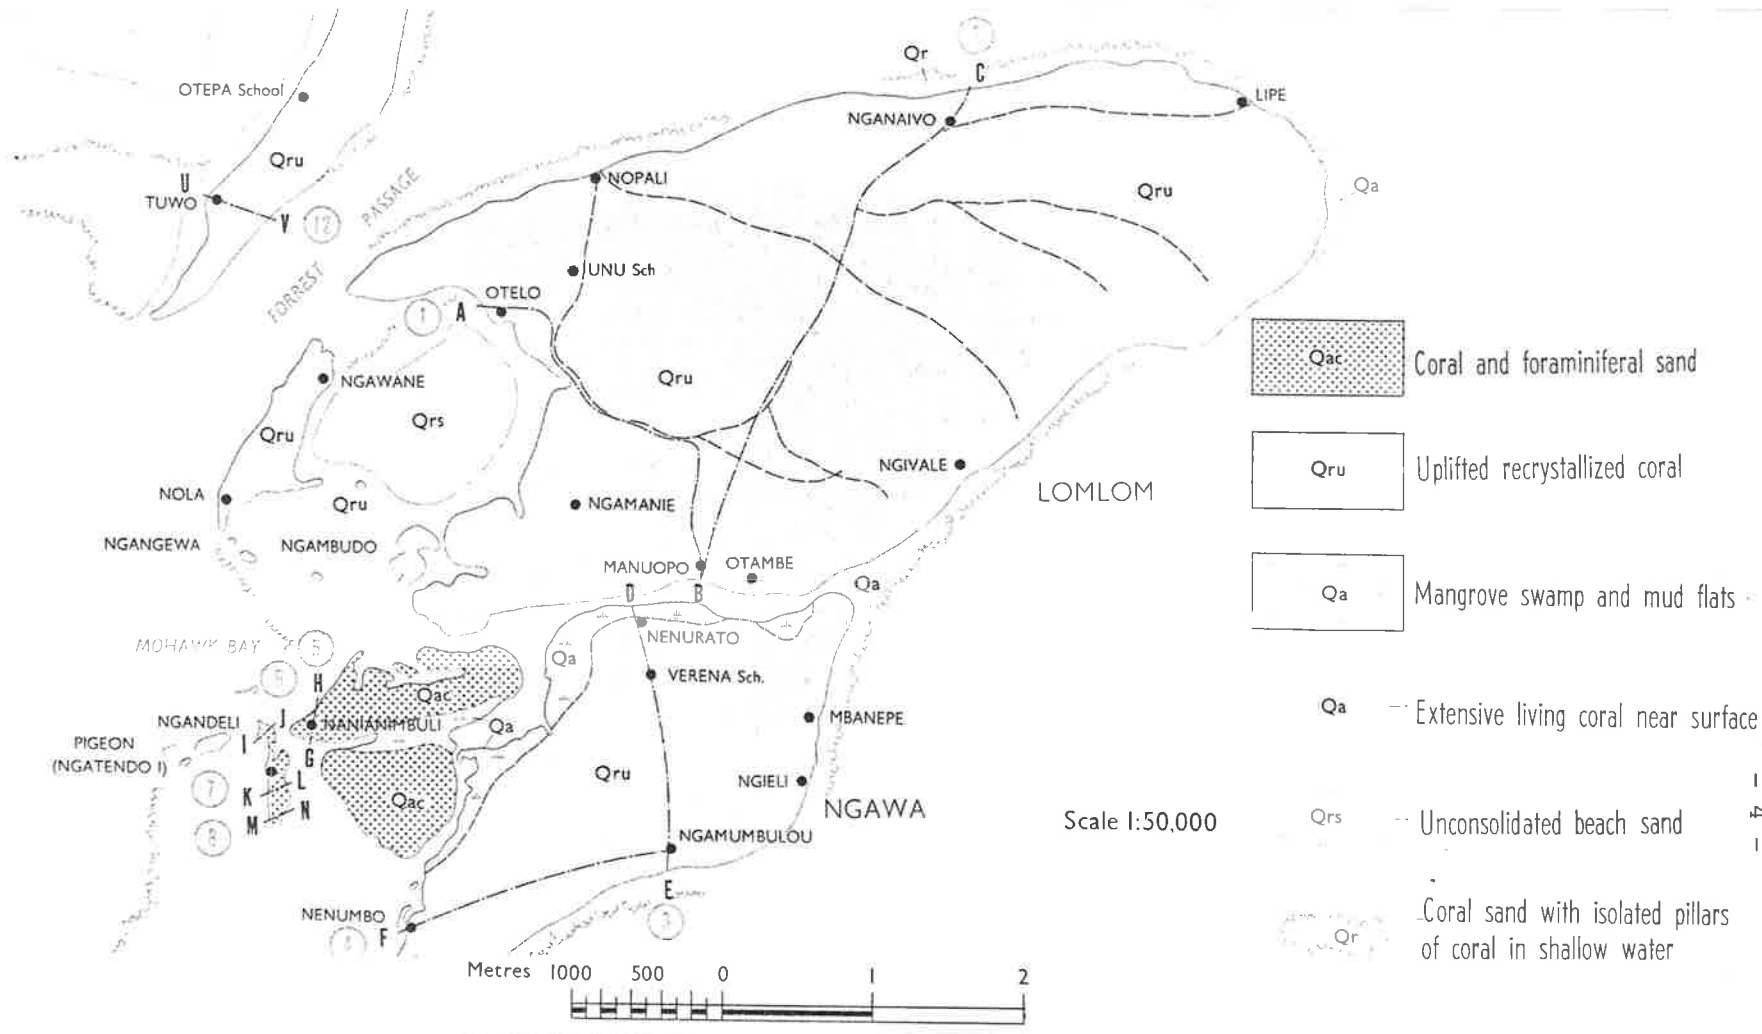 Qr
C
OTEPA School
LIPE
NGANAIVO
Qru
NOPALI
Qru
Qa
U
TUWO
V
12
PASSAGE
FORREST
UNU Sch
OTELO
1
A
Qac
Coral and foraminiferal sand
NGAWANE
Qru
Qrs
Qru
Qru
Uplifted recrystallized coral
NGIVALE
LOMLOM
NOLA
Qru
NGAMANIE
NGANGEWA
NGAMBUDO
MANUOPO
OTAMBE
Qa
D
B
Qa
Mangrove swamp and mud flats
NENURATO
MOHAWK BAY
5
Qa
VERENA Sch.
6
H
Qac
NGANDELI
J
NANIANIMBULI
Qa
MBANEPE
Qa
Extensive living coral near surface
I
G
PIGEON
(NGATENDO I)
Qru
NGIELI
7
K
L
Qac
NGAWA
M
N
8
Scale 1:50,000
Qrs
Unconsolidated beach sand
- 4 -
NGAMUMBULOU
E
NENUMBO
F
Qr
Coral sand with isolated pillars
of coral in shallow water
Metres 1000 500 0 1 2